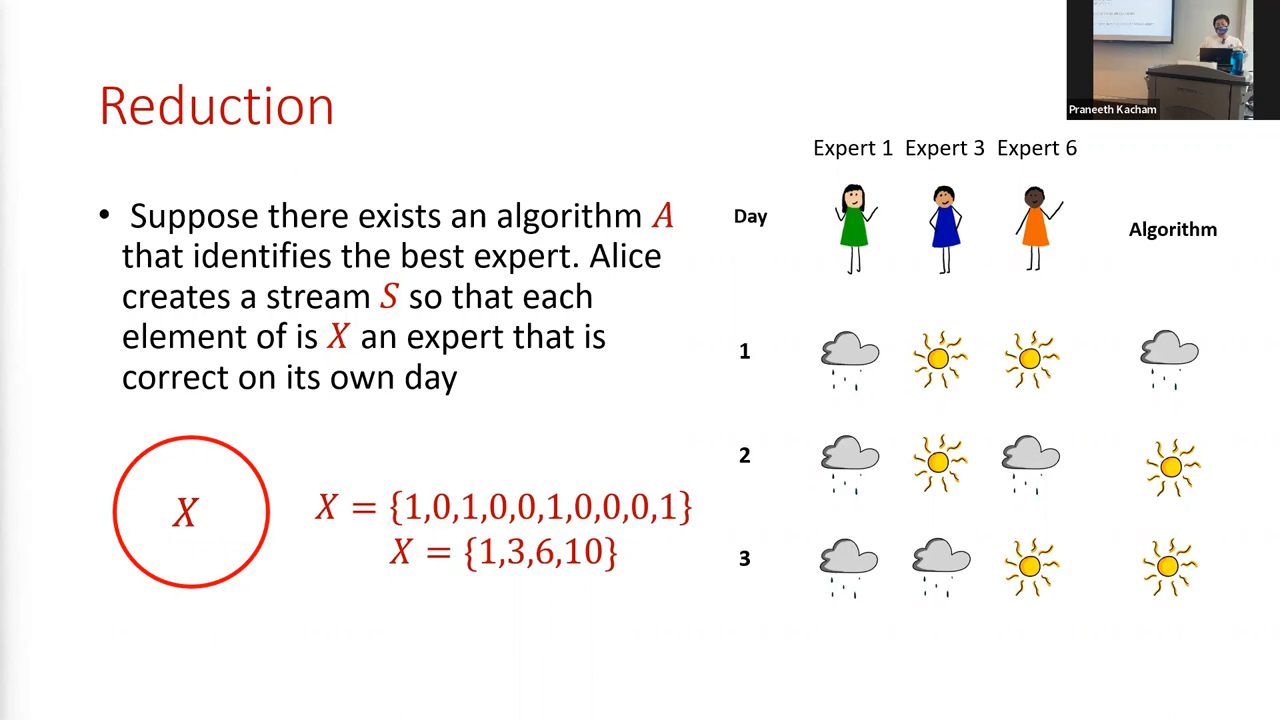 Reduction
Praneeth Kacham
• Suppose there exists an algorithm A
that identifies the best expert. Alice
creates a stream S so that each
element of is X an expert that is
correct on its own day
X
X = {1,0,1,0,0,1,0,0,0,1}
X = {1,3,6,10}
Expert 1 Expert 3 Expert 6
Day
Algorithm
1
2
3